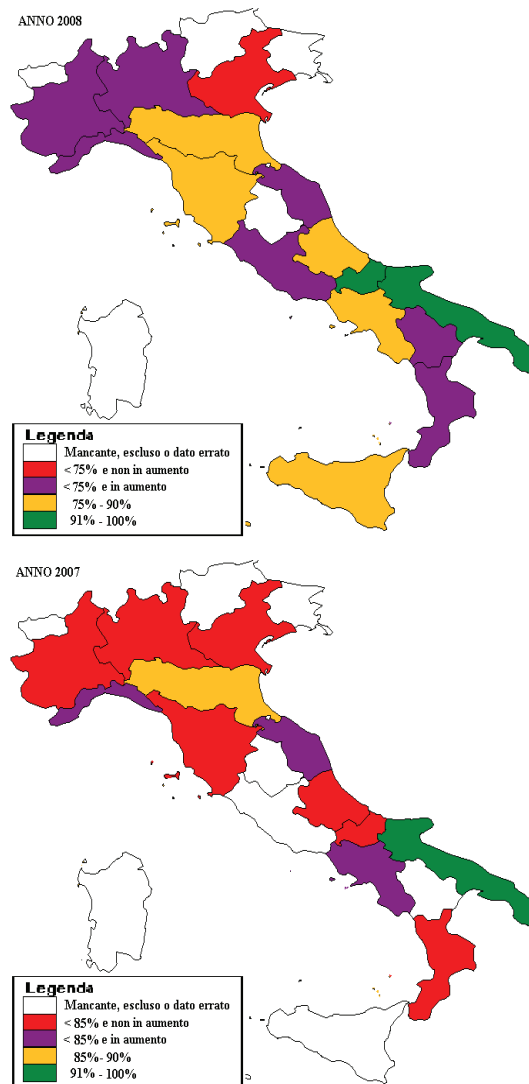 ANNO 2008
Legenda
Mancante, escluso o dato errato
<75% e non in aumento
<75% e in aumento
75% - 90%
91% - 100%
ANNO 2007
Legenda
Mancante, escluso o dato errato
<85% e non in aumento
<85% e in aumento
85%- 90%
91% - 100%